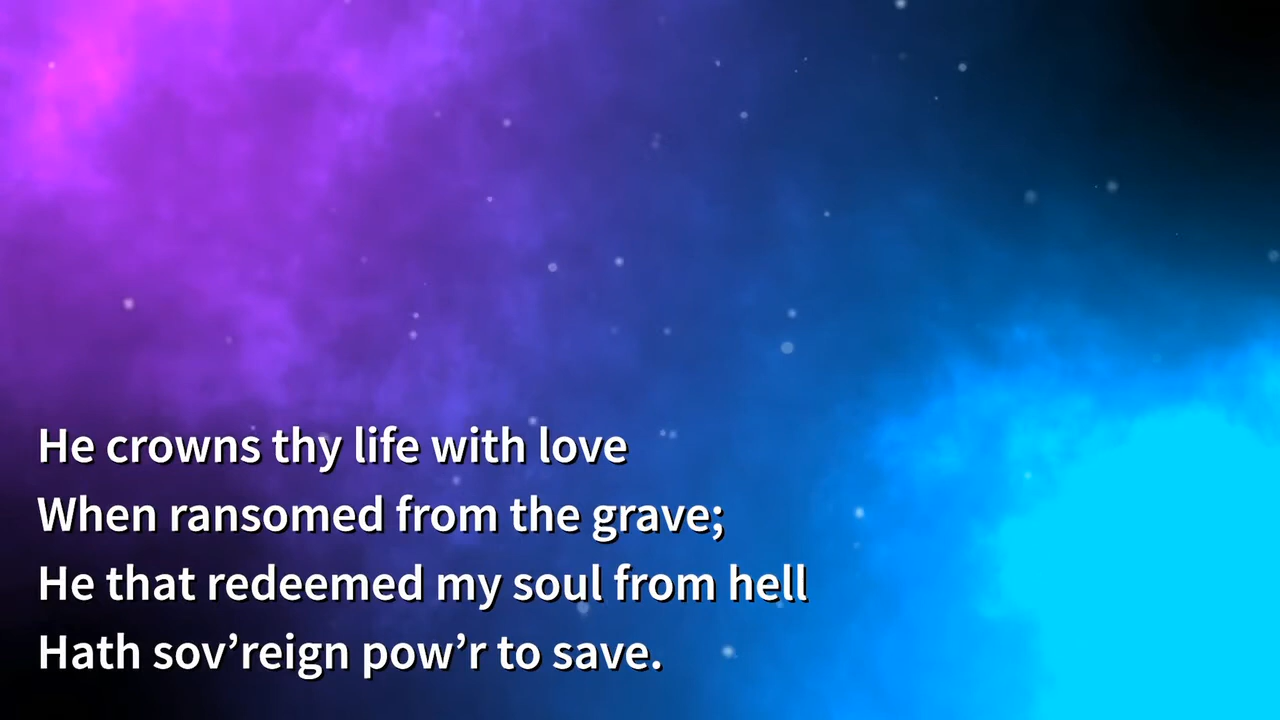 He crowns thy life with love
When ransomed from the grave;
He that redeemed my soul from hell
Hath sov’reign pow’r to save.